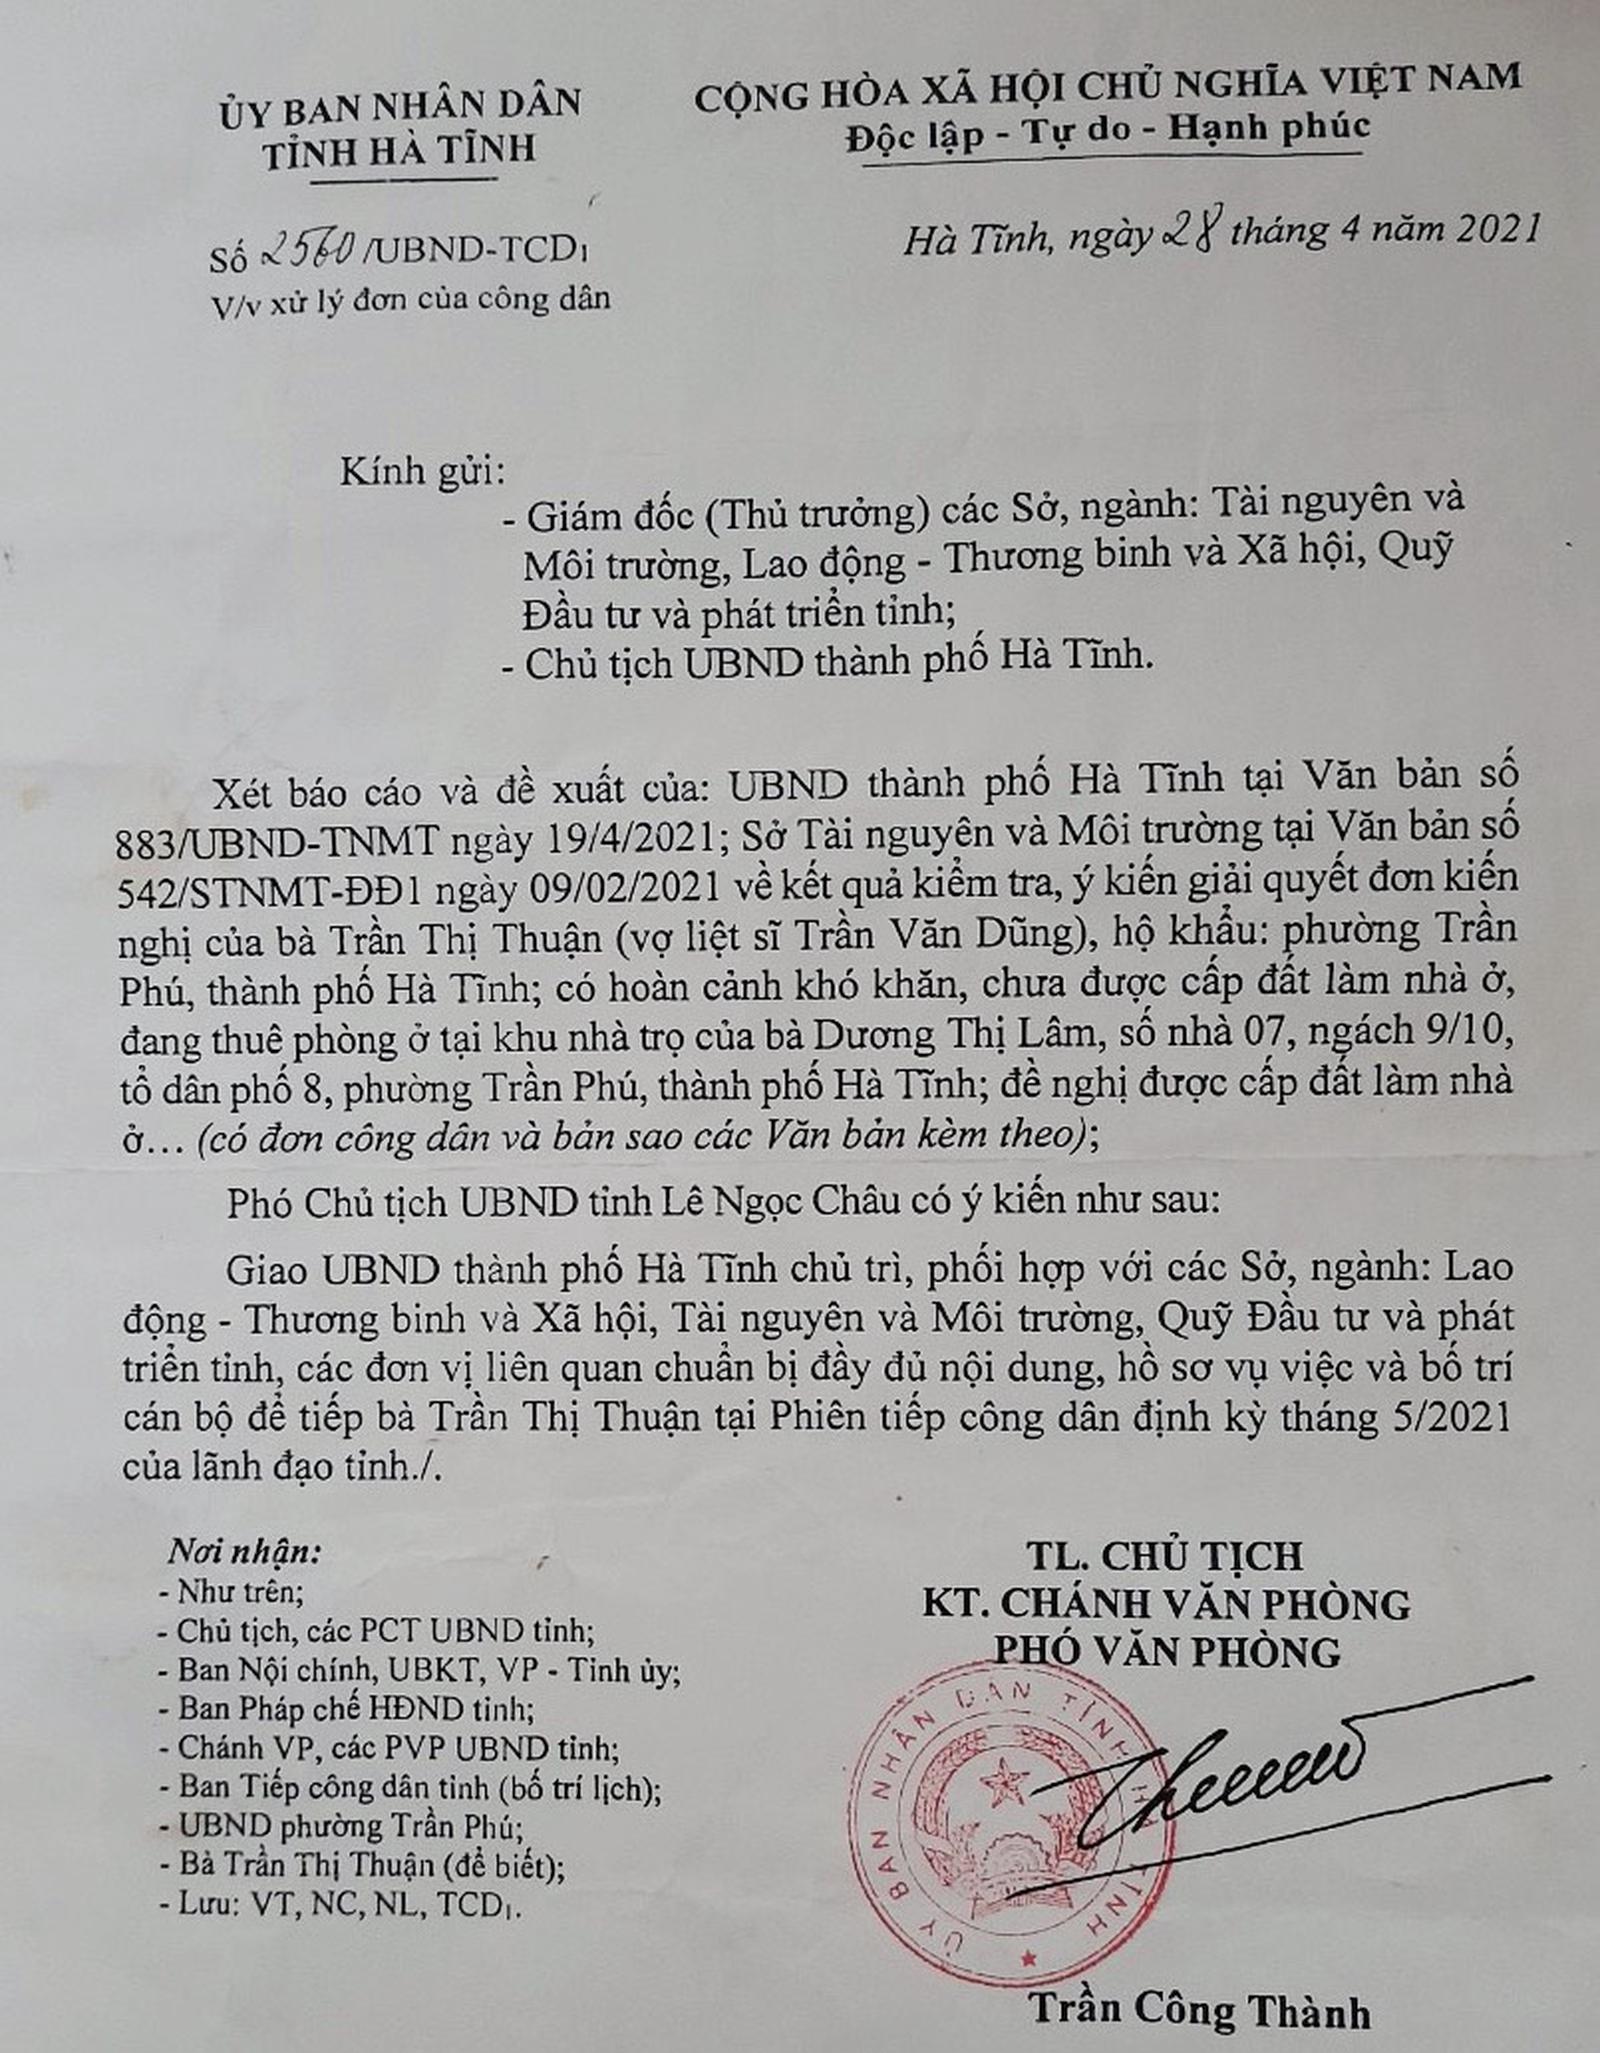 ỦY BAN NHÂN DÂN
TỈNH HÀ TĨNH
CỘNG HÒA XÃ HỘI CHỦ NGHĨA VIỆT NAM
Độc lập - Tự do - Hạnh phúc
Số 2560/UBND-TCD1
V/v xử lý đơn của công dân
Hà Tĩnh, ngày 28 tháng 4 năm 2021
Kính gửi:
- Giám đốc (Thủ trưởng) các Sở, ngành: Tài nguyên và
Môi trường, Lao động - Thương binh và Xã hội, Quỹ
Đầu tư và phát triển tỉnh;
- Chủ tịch UBND thành phố Hà Tĩnh.
Xét báo cáo và đề xuất của: UBND thành phố Hà Tĩnh tại Văn bản số
883/UBND-TNMT ngày 19/4/2021; Sở Tài nguyên và Môi trường tại Văn bản số
542/STNMT-ĐĐ1 ngày 09/02/2021 về kết quả kiểm tra, ý kiến giải quyết đơn kiến
nghị của bà Trần Thị Thuận (vợ liệt sĩ Trần Văn Dũng), hộ khẩu: phường Trần
Phú, thành phố Hà Tĩnh; có hoàn cảnh khó khăn, chưa được cấp đất làm nhà ở,
đang thuê phòng ở tại khu nhà trọ của bà Dương Thị Lâm, số nhà 07, ngách 9/10,
tổ dân phố 8, phường Trần Phú, thành phố Hà Tĩnh; đề nghị được cấp đất làm nhà
ở... (có đơn công dân và bản sao các Văn bản kèm theo);
Phó Chủ tịch UBND tỉnh Lê Ngọc Châu có ý kiến như sau:
Giao UBND thành phố Hà Tĩnh chủ trì, phối hợp với các Sở, ngành: Lao
động - Thương binh và Xã hội, Tài nguyên và Môi trường, Quỹ Đầu tư và phát
triển tỉnh, các đơn vị liên quan chuẩn bị đầy đủ nội dung, hồ sơ vụ việc và bố trí
cán bộ để tiếp bà Trần Thị Thuận tại Phiên tiếp công dân định kỳ tháng 5/2021
của lãnh đạo tỉnh./.
Nơi nhận:
- Như trên;
- Chủ tịch, các PCT UBND tỉnh;
- Ban Nội chính, UBKT, VP - Tỉnh ủy;
- Ban Pháp chế HĐND tỉnh;
- Chánh VP, các PVP UBND tỉnh;
- Ban Tiếp công dân tỉnh (bố trí lịch);
- UBND phường Trần Phú;
- Bà Trần Thị Thuận (để biết);
- Lưu: VT, NC, NL, TCD1.
TL. CHỦ TỊCH
KT. CHÁNH VĂN PHÒNG
PHÓ VĂN PHÒNG
ỦY BAN NHÂN DÂN TỈNH HÀ TĨNH
Trần Công Thành